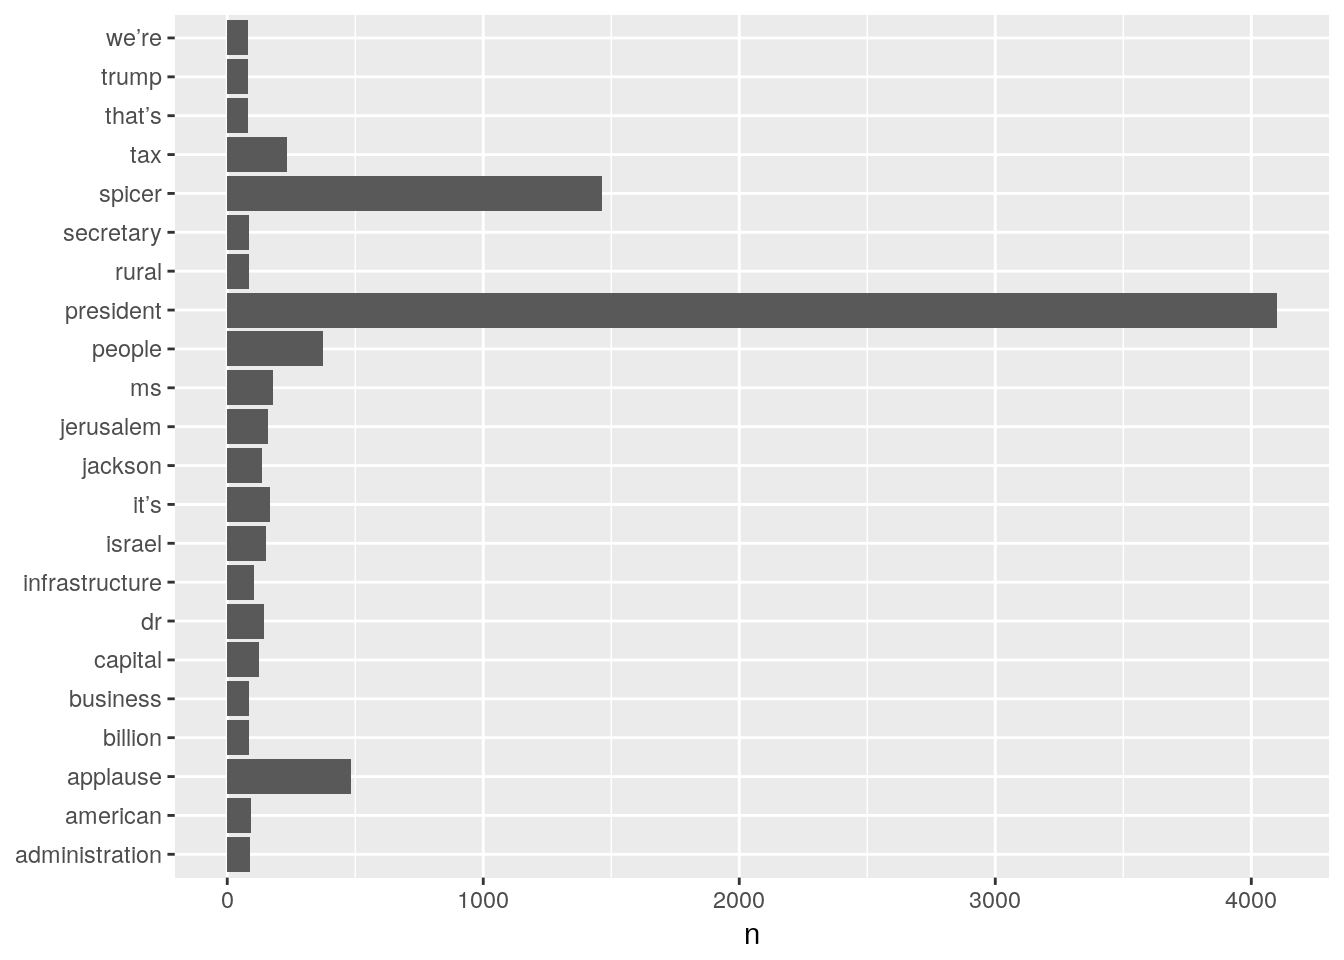 we’re
trump
that’s
tax
spicer
secretary
rural
president
people
ms
jerusalem
jackson
it’s
israel
infrastructure
dr
capital
business
billion
applause
american
administration
0 1000 2000 3000 4000
n